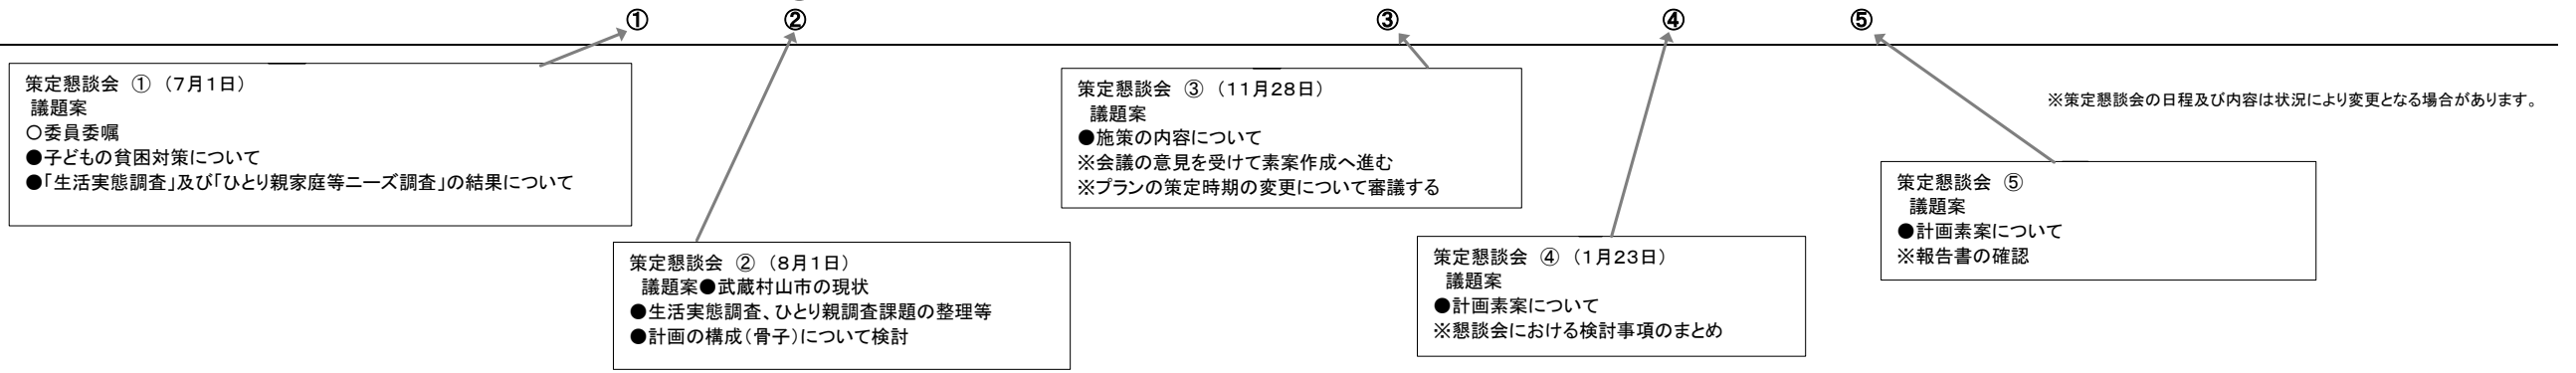 ① ② ③ ④ ⑤
策定懇談会 ① (7月1日)
議題案
○委員委嘱
●子どもの貧困対策について
●「生活実態調査」及び「ひとり親家庭等ニーズ調査」の結果について
策定懇談会 ② (8月1日)
議題案●武蔵村山市の現状
●生活実態調査、ひとり親調査課題の整理等
●計画の構成(骨子)について検討
策定懇談会 ③ (11月28日)
議題案
●施策の内容について
※会議の意見を受けて素案作成へ進む
※プランの策定時期の変更について審議する
策定懇談会 ④ (1月23日)
議題案
●計画素案について
※懇談会における検討事項のまとめ
※策定懇談会の日程及び内容は状況により変更となる場合があります。
策定懇談会 ⑤
議題案
●計画素案について
※報告書の確認